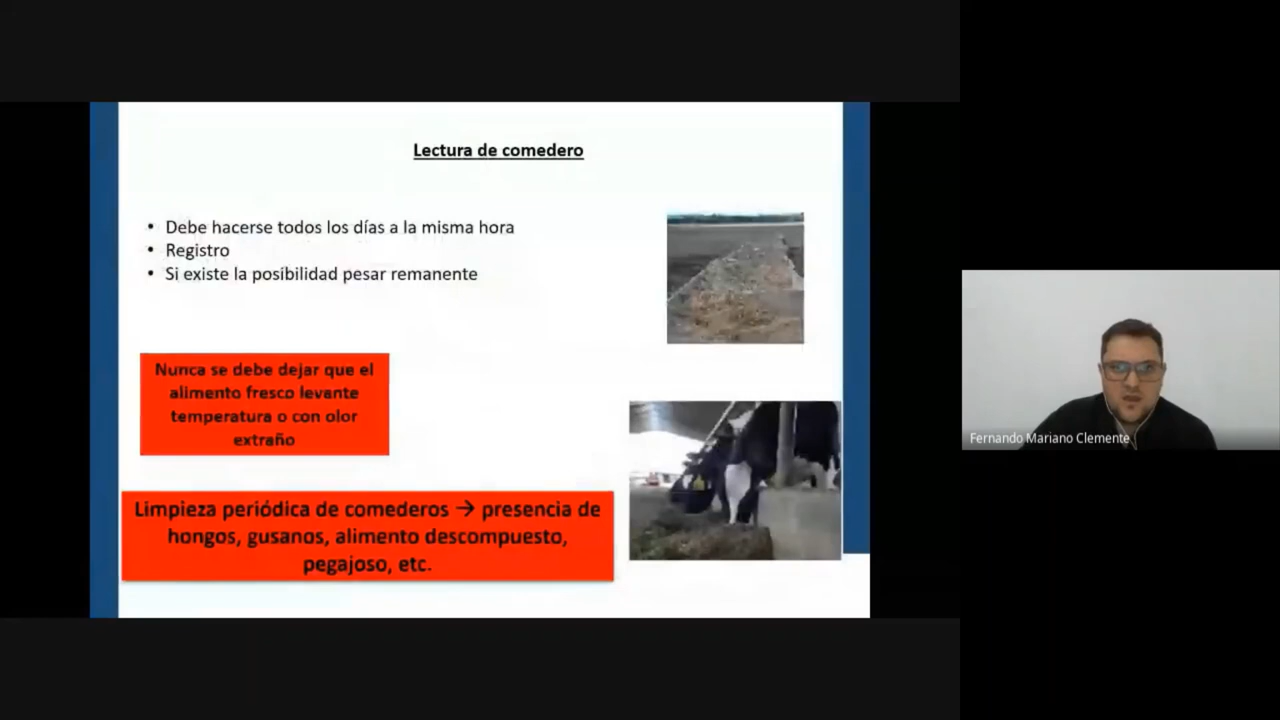 Lectura de comedero
• Debe hacerse todos los días a la misma hora
• Registro
• Si existe la posibilidad pesar remanente
Nunca se debe dejar que el
alimento fresco levante
temperatura o con olor
extraño
Limpieza periódica de comederos → presencia de
hongos, gusanos, alimento descompuesto,
pegajoso, etc.
Fernando Mariano Clemente